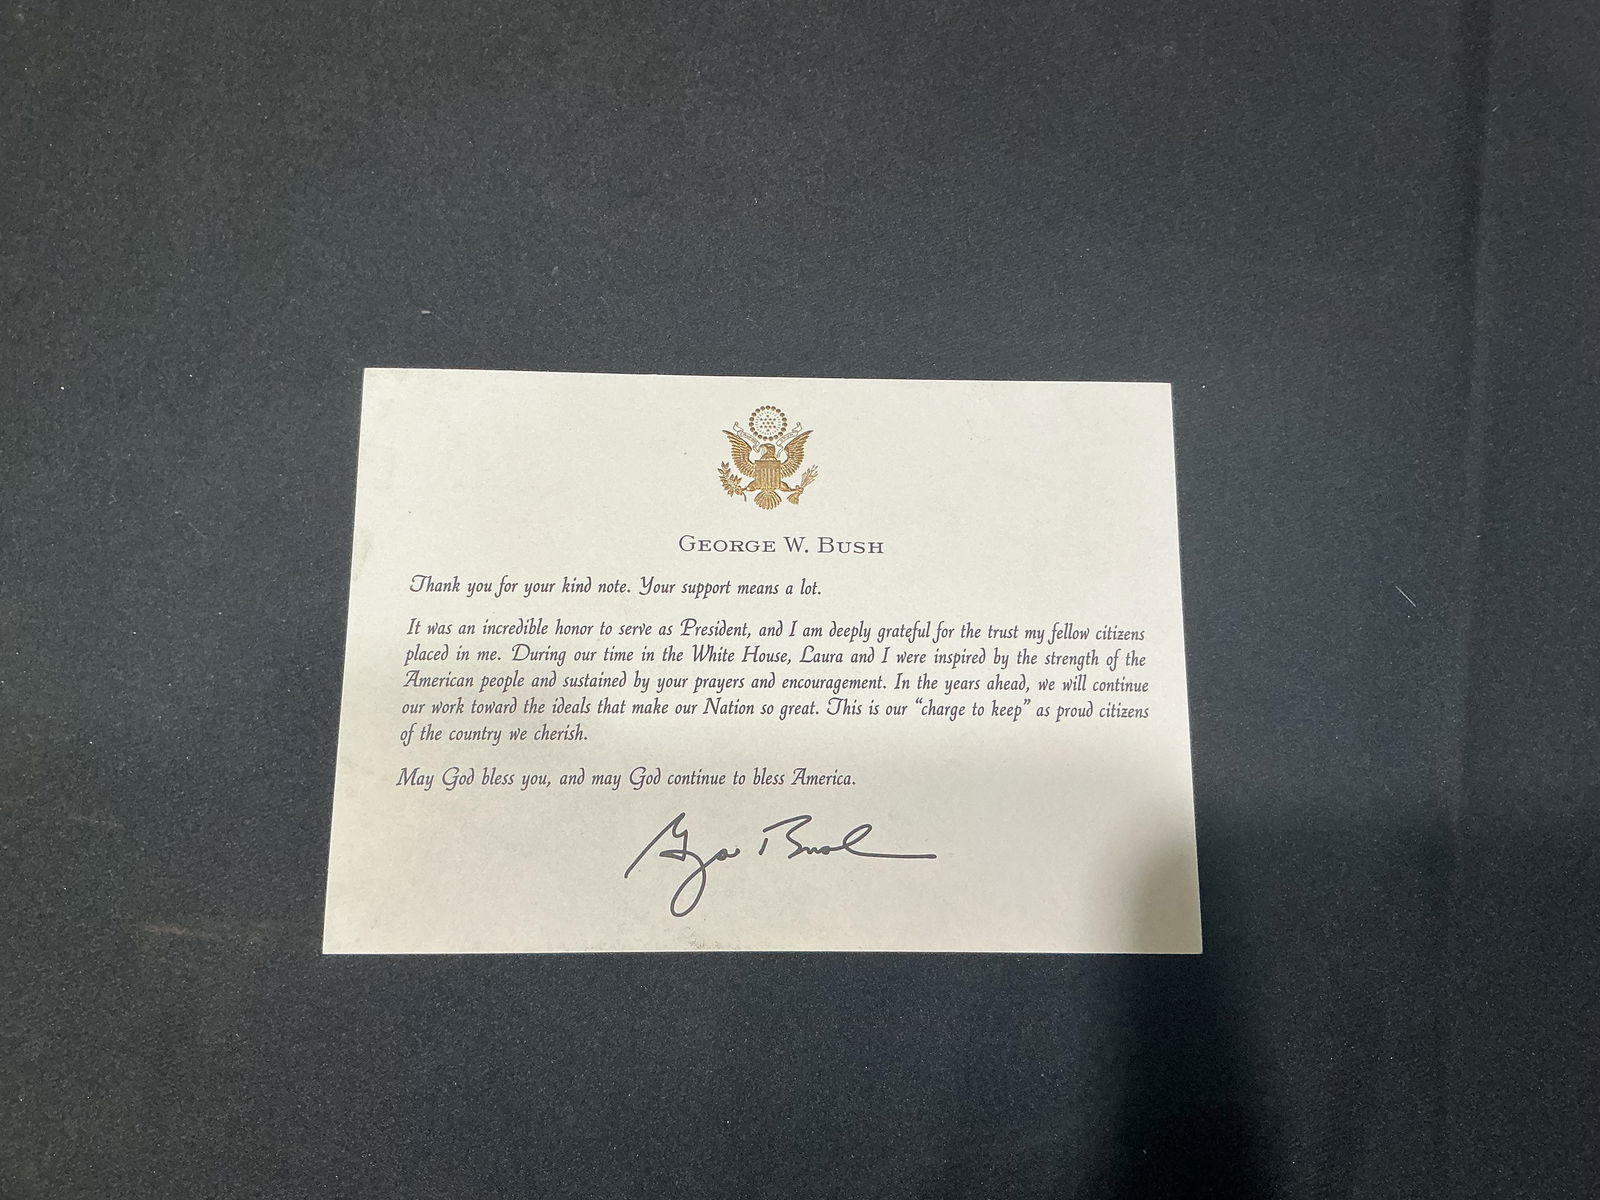 GEORGE W. BUSH
Thank you for your kind note. Your support means a lot.
It was an incredible honor to serve as President, and I am deeply grateful for the trust my fellow citizens
placed in me. During our time in the White House, Laura and I were inspired by the strength of the
American people and sustained by your prayers and encouragement. In the years ahead, we will continue
our work toward the ideals that make our Nation so great. This is our “charge to keep” as proud citizens
of the country we cherish.
May God bless you, and may God continue to bless America.